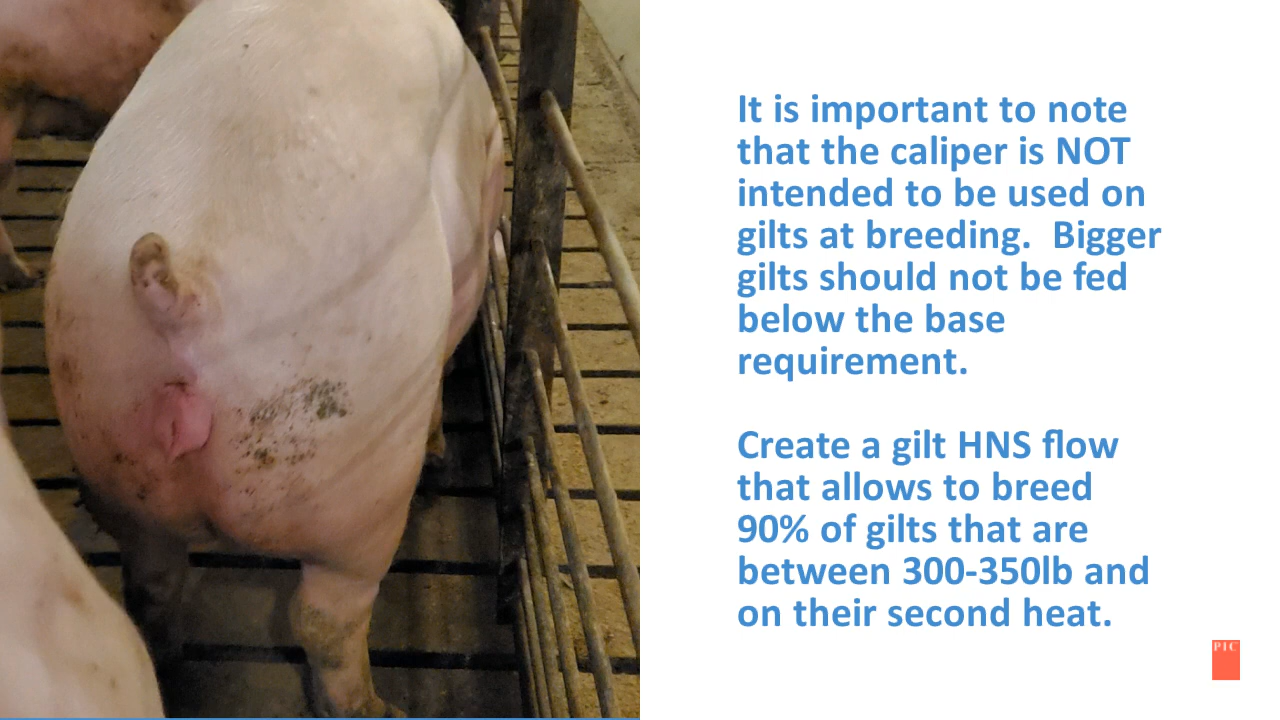 It is important to note
that the caliper is NOT
intended to be used on
gilts at breeding.  Bigger
gilts should not be fed
below the base
requirement.
Create a gilt HNS flow
that allows to breed
90% of gilts that are
between 300-350lb and
on their second heat.
PIC